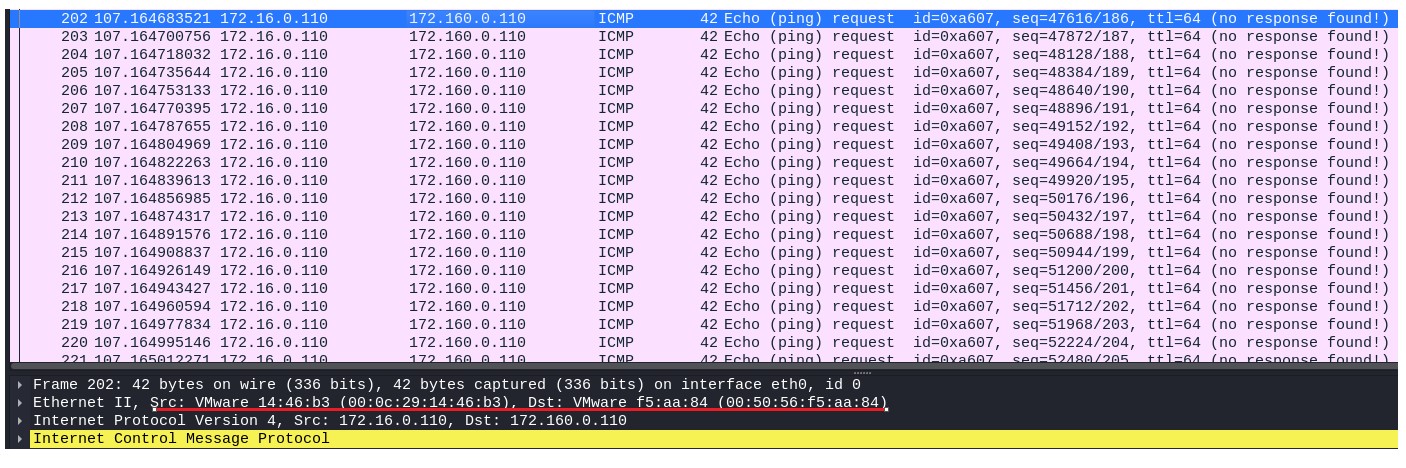 202 107.164683521 172.16.0.110 172.160.0.110 ICMP 42 Echo (ping) request id=0xa607, seq=47616/186, ttl=64 (no response found!)
203 107.164700756 172.16.0.110 172.160.0.110 ICMP 42 Echo (ping) request id=0xa607, seq=47872/187, ttl=64 (no response found!)
204 107.164718032 172.16.0.110 172.160.0.110 ICMP 42 Echo (ping) request id=0xa607, seq=48128/188, ttl=64 (no response found!)
205 107.164735644 172.16.0.110 172.160.0.110 ICMP 42 Echo (ping) request id=0xa607, seq=48384/189, ttl=64 (no response found!)
206 107.164753133 172.16.0.110 172.160.0.110 ICMP 42 Echo (ping) request id=0xa607, seq=48640/190, ttl=64 (no response found!)
207 107.164770395 172.16.0.110 172.160.0.110 ICMP 42 Echo (ping) request id=0xa607, seq=48896/191, ttl=64 (no response found!)
208 107.164787655 172.16.0.110 172.160.0.110 ICMP 42 Echo (ping) request id=0xa607, seq=49152/192, ttl=64 (no response found!)
209 107.164804969 172.16.0.110 172.160.0.110 ICMP 42 Echo (ping) request id=0xa607, seq=49408/193, ttl=64 (no response found!)
210 107.164822263 172.16.0.110 172.160.0.110 ICMP 42 Echo (ping) request id=0xa607, seq=49664/194, ttl=64 (no response found!)
211 107.164839613 172.16.0.110 172.160.0.110 ICMP 42 Echo (ping) request id=0xa607, seq=49920/195, ttl=64 (no response found!)
212 107.164856985 172.16.0.110 172.160.0.110 ICMP 42 Echo (ping) request id=0xa607, seq=50176/196, ttl=64 (no response found!)
213 107.164874317 172.16.0.110 172.160.0.110 ICMP 42 Echo (ping) request id=0xa607, seq=50432/197, ttl=64 (no response found!)
214 107.164891576 172.16.0.110 172.160.0.110 ICMP 42 Echo (ping) request id=0xa607, seq=50688/198, ttl=64 (no response found!)
215 107.164908837 172.16.0.110 172.160.0.110 ICMP 42 Echo (ping) request id=0xa607, seq=50944/199, ttl=64 (no response found!)
216 107.164926149 172.16.0.110 172.160.0.110 ICMP 42 Echo (ping) request id=0xa607, seq=51200/200, ttl=64 (no response found!)
217 107.164943427 172.16.0.110 172.160.0.110 ICMP 42 Echo (ping) request id=0xa607, seq=51456/201, ttl=64 (no response found!)
218 107.164960594 172.16.0.110 172.160.0.110 ICMP 42 Echo (ping) request id=0xa607, seq=51712/202, ttl=64 (no response found!)
219 107.164977834 172.16.0.110 172.160.0.110 ICMP 42 Echo (ping) request id=0xa607, seq=51968/203, ttl=64 (no response found!)
220 107.164995146 172.16.0.110 172.160.0.110 ICMP 42 Echo (ping) request id=0xa607, seq=52224/204, ttl=64 (no response found!)
221 107.165012271 172.16.0.110 172.160.0.110 ICMP 42 Echo (ping) request id=0xa607, seq=52480/205, ttl=64 (no response found!)
Frame 202: 42 bytes on wire (336 bits), 42 bytes captured (336 bits) on interface eth0, id 0
Ethernet II, Src: VMware 14:46:b3 (00:0c:29:14:46:b3), Dst: VMware f5:aa:84 (00:50:56:f5:aa:84)
Internet Protocol Version 4, Src: 172.16.0.110, Dst: 172.160.0.110
Internet Control Message Protocol